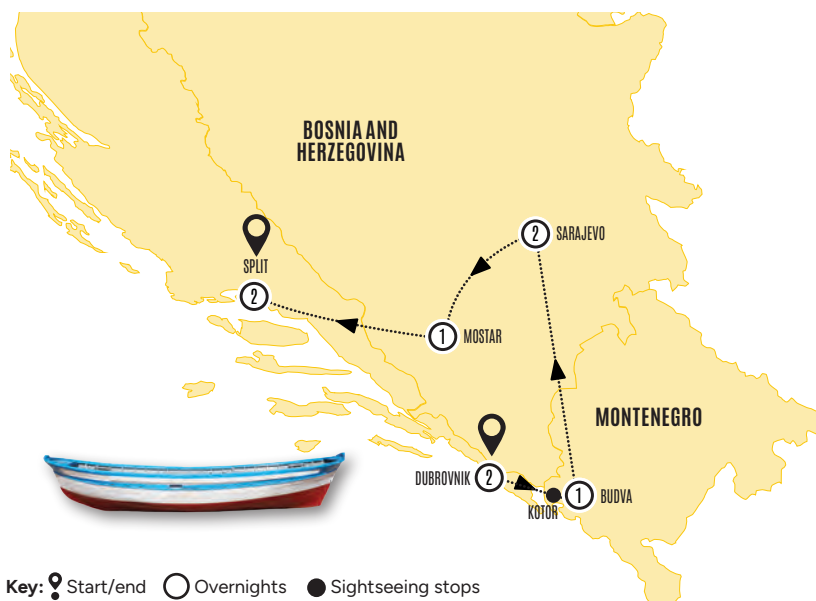 BOSNIA AND
HERZEGOVINA
2
SARAJEVO
SPLIT
2
1
MOSTAR
MONTENEGRO
DUBROVNIK
2
1
BUDVA
KOTOR
Key: Start/end Overnights Sightseeing stops